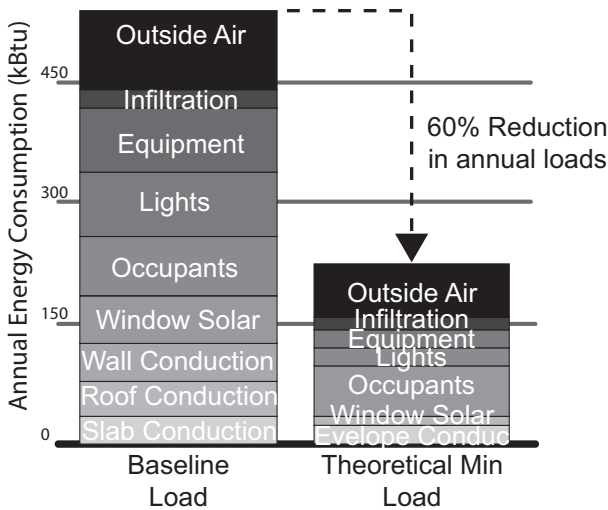 Annual Energy Consumption (kBtu)
450
300
150
0
Outside Air
Infiltration
Equipment
Lights
Occupants
Window Solar
Wall Conduction
Roof Conduction
Slab Conduction
Baseline
Load
60% Reduction
in annual loads
Outside Air
Infiltration
Equipment
Lights
Occupants
Window Solar
Evelope Conduc
Theoretical Min
Load